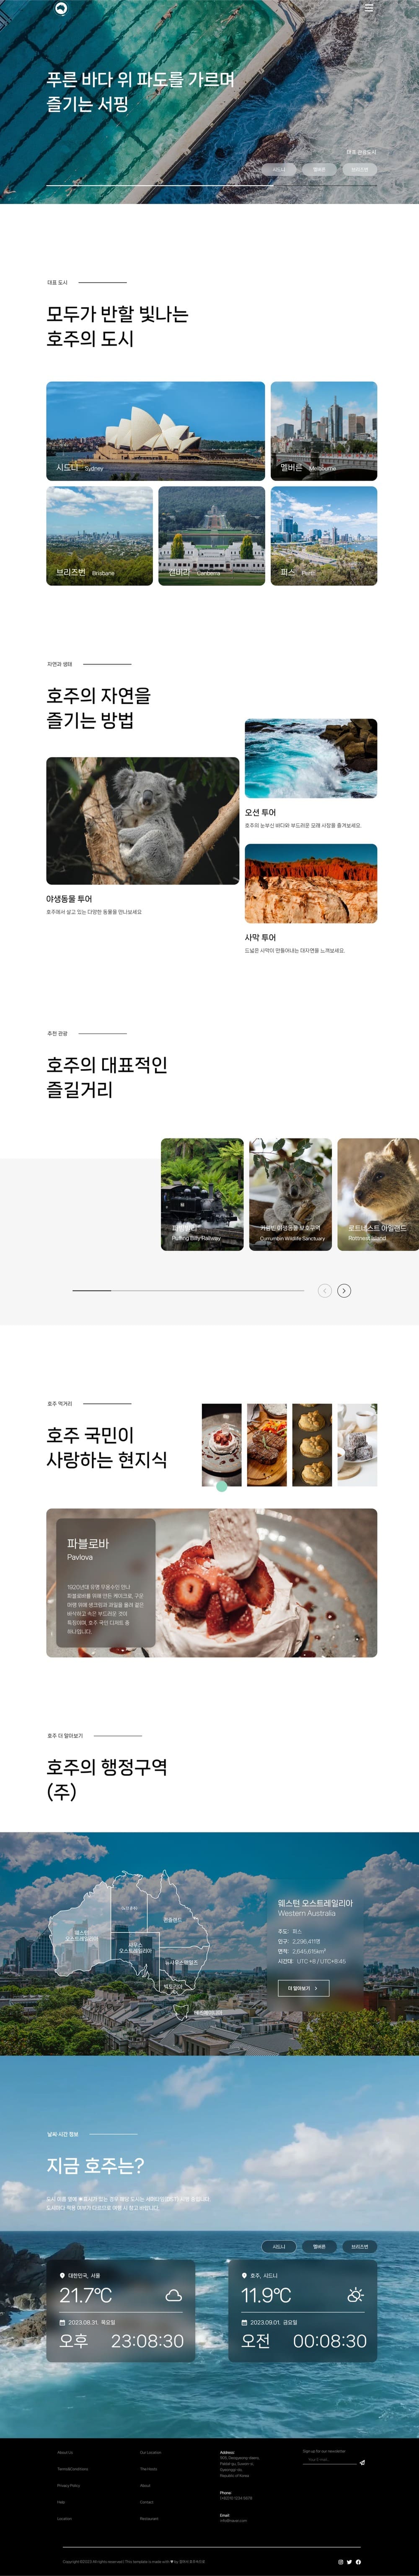 푸른 바다 위 파도를 가르며
즐기는 서핑
대표 관광도시
시드니 멜버른 브리즈번
대표 도시
모두가 반할 빛나는
호주의 도시
시드니 Sydney
멜버른 Melbourne
브리즈번 Brisbane
캔버라 Canberra
퍼스 Perth
자연과 생태
호주의 자연을
즐기는 방법
오션 투어
호주의 눈부신 바다와 부드러운 모래 사장을 즐겨보세요.
야생동물 투어
호주에서 살고 있는 다양한 동물을 만나보세요
사막 투어
드넓은 사막이 만들어내는 대자연을 느껴보세요.
추천 관광
호주의 대표적인
즐길거리
Puffing Billy Railway
커럼빈 야생동물 보호구역
Currumbin Wildlife Sanctuary
로트네스트 아일랜드
Rottnest Island
호주 먹거리
호주 국민이
사랑하는 현지식
파블로바
Pavlova
1920년대 유명 무용수인 안나
파블로바를 위해 만든 케이크로, 구운
머랭 위에 생크림과 과일을 올려 겉은
바삭하고 속은 부드러운 것이
특징이며, 호주 국민 디저트 중
하나입니다.
호주 더 알아보기
호주의 행정구역
(주)
웨스턴
오스트레일리아
퀸즐랜드
사우스
오스트레일리아
뉴사우스웨일즈
빅토리아
태즈메이니아
웨스턴 오스트레일리아
Western Australia
주도: 퍼스
인구: 2,296,411명
면적: 2,645,615km²
시간대: UTC +8 / UTC+8:45
더 알아보기
날씨·시간 정보
지금 호주는?
시드니 멜버른 브리즈번
대한민국, 서울
21.7℃
2023.08.31. 목요일
오후 23:08:30
호주, 시드니
11.9℃
2023.09.01. 금요일
오전 00:08:30
About Us
Terms&Conditions
Privacy Policy
Help
Location
Our Location
The Hosts
About
Contact
Restaurant
Address:
Republic of Korea
Phone:
Email:
Sign up for our newsletter
Your E-mail...